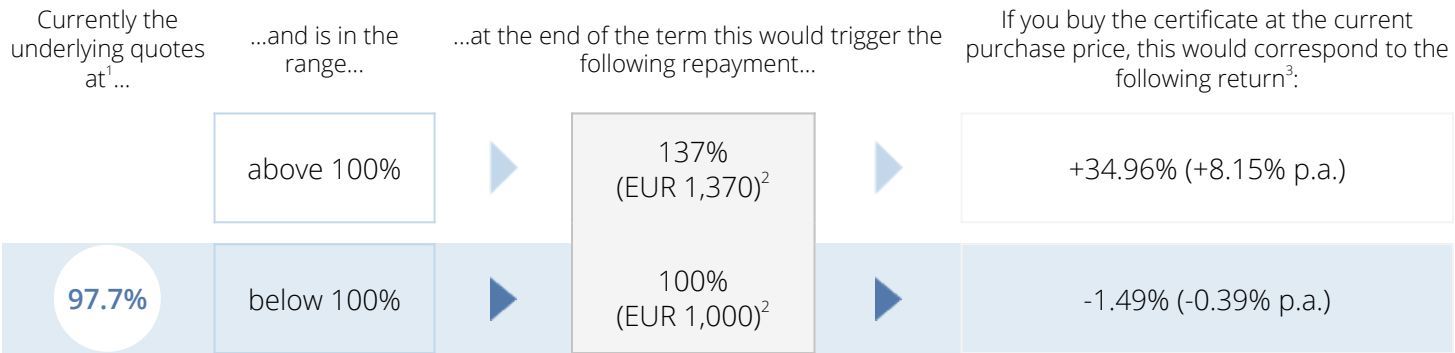 Currently the
underlying quotes
at¹...
...and is in the
range...
...at the end of the term this would trigger the
following repayment...
If you buy the certificate at the current
purchase price, this would correspond to the
following return³:
above 100%
137%
(EUR 1,370)²
+34.96% (+8.15% p.a.)
97.7%
below 100%
100%
(EUR 1,000)²
-1.49% (-0.39% p.a.)